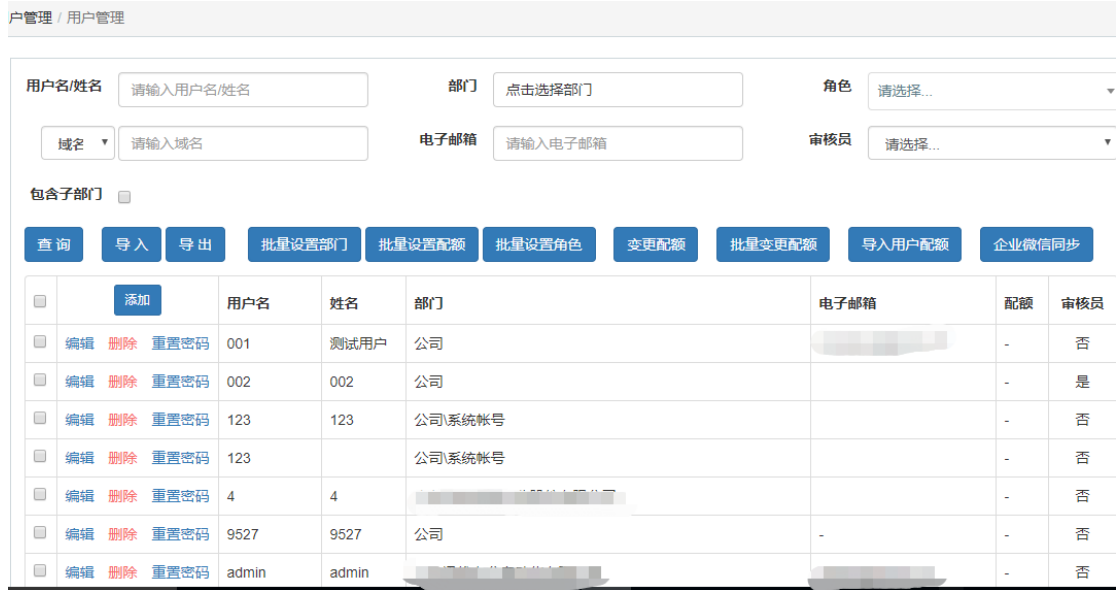 户管理 / 用户管理
用户名/姓名 请输入用户名/姓名 部门 点击选择部门 角色 请选择...
域名 请输入域名 电子邮箱 请输入电子邮箱 审核员 请选择...
包含子部门
查 询 导 入 导 出 批量设置部门 批量设置配额 批量设置角色 变更配额 批量变更配额 导入用户配额 企业微信同步
添加 用户名 姓名 部门 电子邮箱 配额 审核员
编辑 删除 重置密码 001 测试用户 公司 - 否
编辑 删除 重置密码 002 002 公司 - 是
编辑 删除 重置密码 123 123 公司\系统帐号 - 否
编辑 删除 重置密码 123 公司\系统帐号 - 否
编辑 删除 重置密码 4 4 - 否
编辑 删除 重置密码 9527 9527 公司 - - 否
编辑 删除 重置密码 admin admin - 否